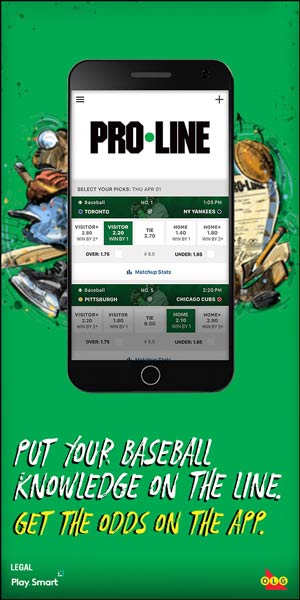 PRO•LINE
SELECT YOUR PICKS: THU APR 01
Baseball NO. 1 1:05 PM
TORONTO @ NY YANKEES
VISITOR+ VISITOR TIE HOME HOME+
2.80 2.20 2.70 1.40 1.80
WIN BY 2+ WIN BY 1 WIN BY 1 WIN BY 2+
OVER: 1.75 # 8.0 UNDER: 1.65
Matchup Stats
Baseball NO. 5 2:20 PM
PITTSBURGH @ CHICAGO CUBS
VISITOR+ VISITOR TIE HOME HOME+
2.20 1.60 9.00 2.10 2.90
WIN BY 2+ WIN BY 1 WIN BY 1 WIN BY 2+
OVER: 1.75 # 8.0 UNDER: 1.65
Matchup Stats
PUT YOUR BASEBALL
KNOWLEDGE ON THE LINE.
GET THE ODDS ON THE APP.
LEGAL
Play Smart
OLG